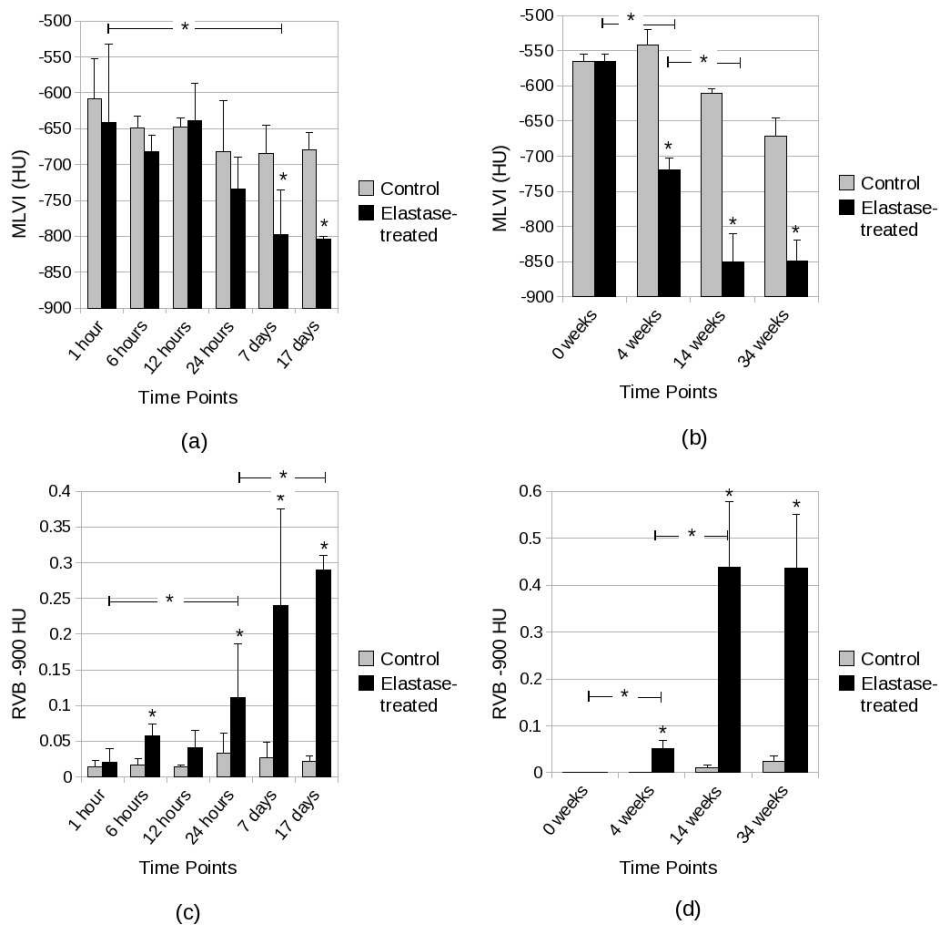 -500
-550
-600
-650
-700
-750
-800
-850
-900
MLVI (HU)
*
*
*
1 hour
6 hours
12 hours
24 hours
7 days
17 days
Time Points
Control
Elastase-
treated
(a)
-500
-550
-600
-650
-700
-750
-800
-850
-900
MLVI (HU)
*
*
*
*
*
0 weeks
4 weeks
14 weeks
34 weeks
Time Points
Control
Elastase-
treated
(b)
0.4
0.35
0.3
0.25
0.2
0.15
0.1
0.05
0
RVB -900 HU
*
*
*
*
*
*
1 hour
6 hours
12 hours
24 hours
7 days
17 days
Time Points
Control
Elastase-
treated
(c)
0.6
0.5
0.4
0.3
0.2
0.1
0
RVB -900 HU
*
*
*
*
*
0 weeks
4 weeks
14 weeks
34 weeks
Time Points
Control
Elastase-
treated
(d)